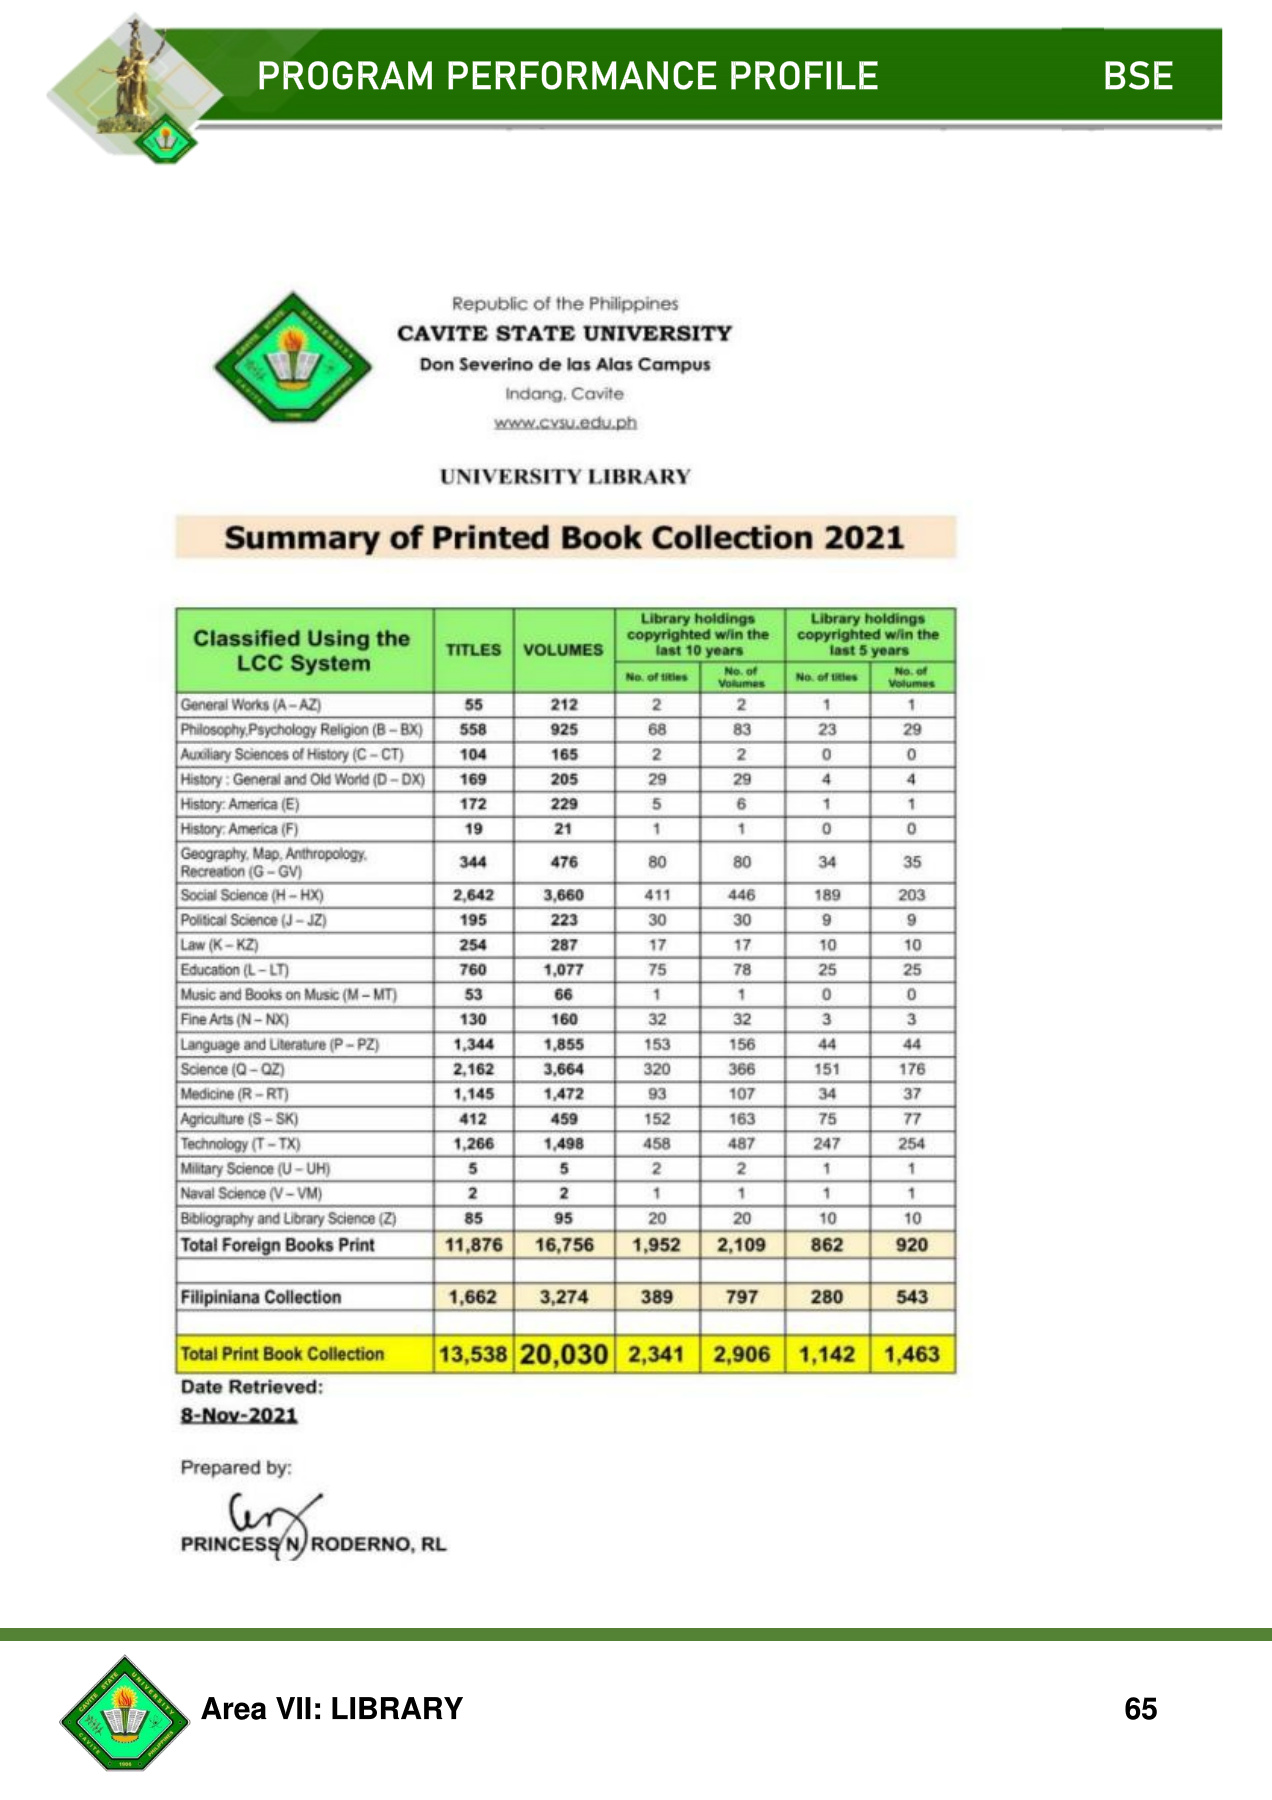 PROGRAM PERFORMANCE PROFILE BSE
Republic of the Philippines
CAVITE STATE UNIVERSITY
Don Severino de las Alas Campus
Indang, Cavite
www.cvsu.edu.ph
UNIVERSITY LIBRARY
Summary of Printed Book Collection 2021
Classified Using the LCC System TITLES VOLUMES Library holdings copyrighted w/in the last 10 years Library holdings copyrighted w/in the last 5 years
No. of titles No. of Volumes No. of titles No. of Volumes
General Works (A – AZ) 55 212 2 2 1 1
Philosophy,Psychology Religion (B – BX) 558 925 68 83 23 29
Auxiliary Sciences of History (C – CT) 104 165 2 2 0 0
History : General and Old World (D – DX) 169 205 29 29 4 4
History: America (E) 172 229 5 6 1 1
History: America (F) 19 21 1 1 0 0
Geography, Map, Anthropology, Recreation (G – GV) 344 476 80 80 34 35
Social Science (H – HX) 2,642 3,660 411 446 189 203
Political Science (J – JZ) 195 223 30 30 9 9
Law (K – KZ) 254 287 17 17 10 10
Education (L – LT) 760 1,077 75 78 25 25
Music and Books on Music (M – MT) 53 66 1 1 0 0
Fine Arts (N – NX) 130 160 32 32 3 3
Language and Literature (P – PZ) 1,344 1,855 153 156 44 44
Science (Q – QZ) 2,162 3,664 320 366 151 176
Medicine (R – RT) 1,145 1,472 93 107 34 37
Agriculture (S – SK) 412 459 152 163 75 77
Technology (T – TX) 1,266 1,498 458 487 247 254
Military Science (U – UH) 5 5 2 2 1 1
Naval Science (V – VM) 2 2 1 1 1 1
Bibliography and Library Science (Z) 85 95 20 20 10 10
Total Foreign Books Print 11,876 16,756 1,952 2,109 862 920
Filipiniana Collection 1,662 3,274 389 797 280 543
Total Print Book Collection 13,538 20,030 2,341 2,906 1,142 1,463
Date Retrieved:
8-Nov-2021
Prepared by:
PRINCESS N. RODERNO, RL
Area VII: LIBRARY 65